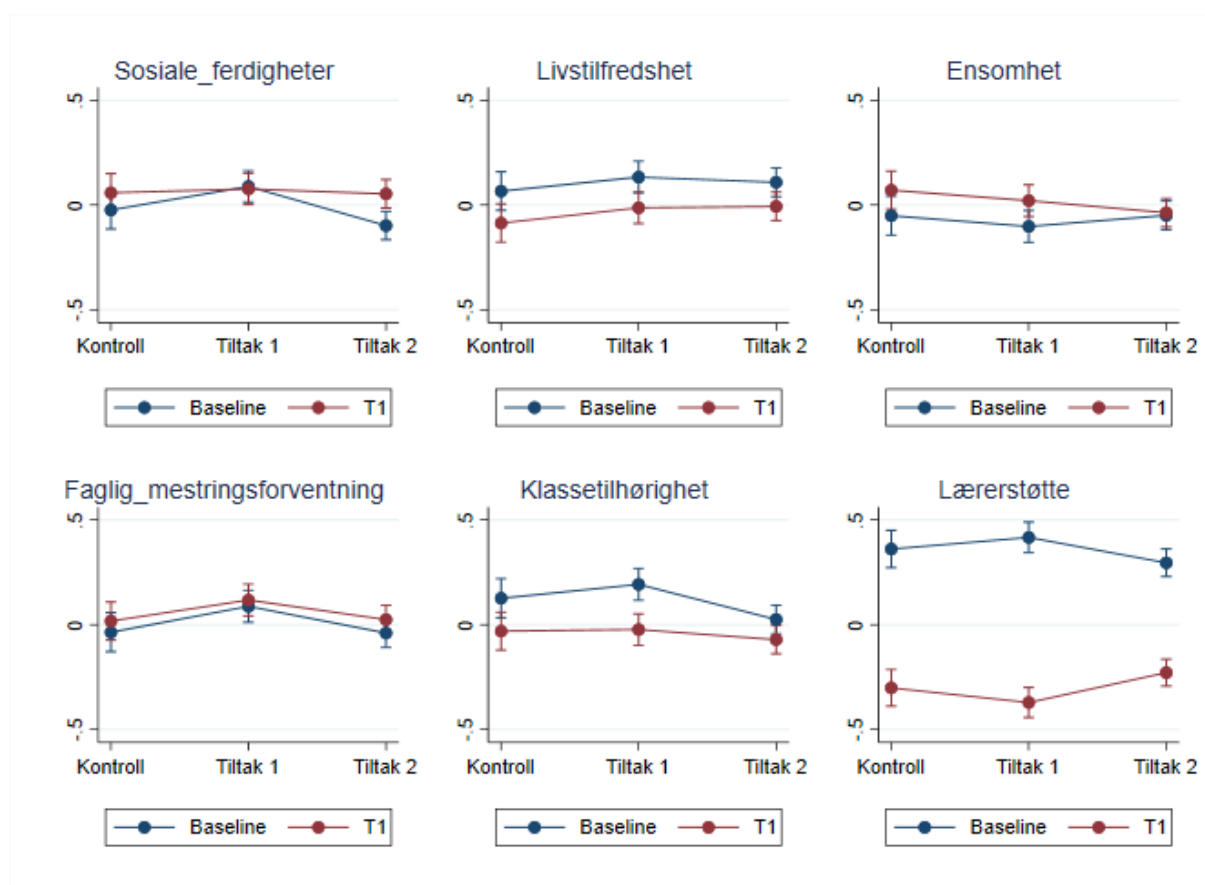 Sosiale_ferdigheter
.5
0
-.5
Kontroll Tiltak 1 Tiltak 2
Baseline T1
Livstilfredshet
.5
0
-.5
Kontroll Tiltak 1 Tiltak 2
Baseline T1
Ensomhet
.5
0
-.5
Kontroll Tiltak 1 Tiltak 2
Baseline T1
Faglig_mestringsforventning
.5
0
-.5
Kontroll Tiltak 1 Tiltak 2
Baseline T1
Klassetilhørighet
.5
0
-.5
Kontroll Tiltak 1 Tiltak 2
Baseline T1
Lærerstøtte
.5
0
-.5
Kontroll Tiltak 1 Tiltak 2
Baseline T1